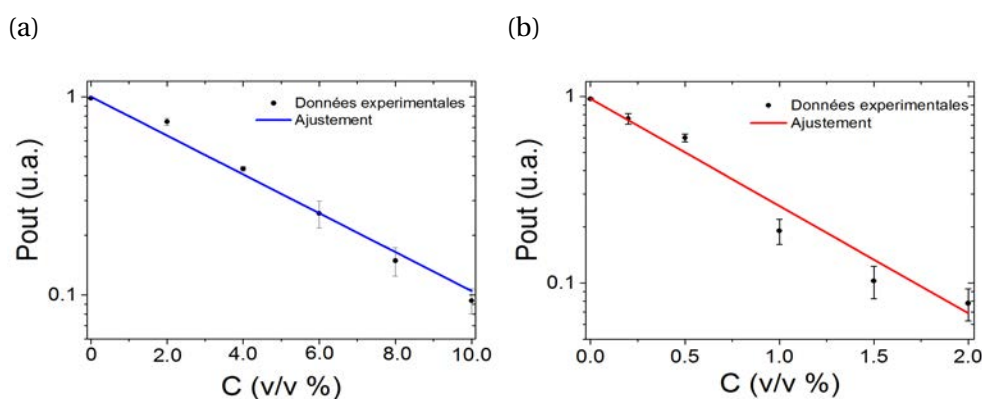 (a)
(b)
1
0.1
Pout (u.a.)
Données experimentales
Ajustement
0 2.0 4.0 6.0 8.0 10.0
C (v/v %)
1
0.1
Pout (u.a.)
Données experimentales
Ajustement
0.0 0.5 1.0 1.5 2.0
C (v/v %)